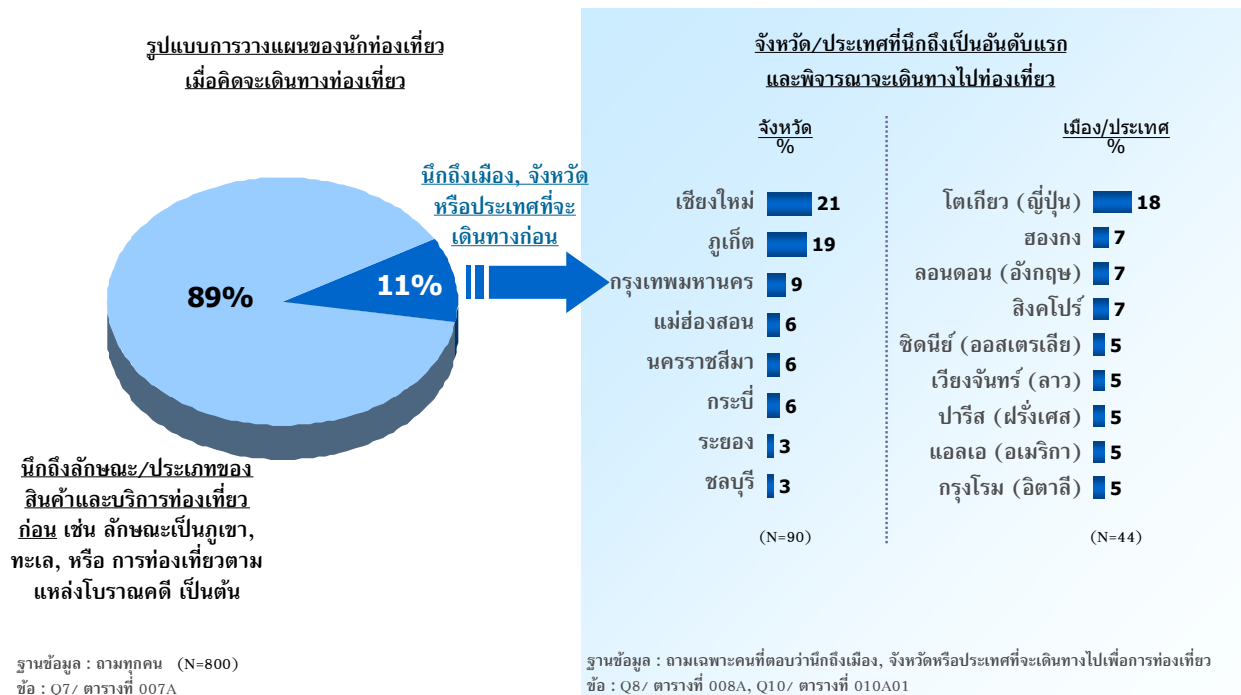 รูปแบบการวางแผนของนักท่องเที่ยว
เมื่อคิดจะเดินทางท่องเที่ยว
89%
11%
นึกถึงเมือง, จังหวัด
หรือประเทศที่จะ
เดินทางก่อน
นึกถึงลักษณะ/ประเภทของ
สินค้าและบริการท่องเที่ยว
ก่อน เช่น ลักษณะเป็นภูเขา,
ทะเล, หรือ การท่องเที่ยวตาม
แหล่งโบราณคดี เป็นต้น
ฐานข้อมูล : ถามทุกคน (N=800)
ข้อ : Q7/ ตารางที่ 007A
จังหวัด/ประเทศที่นึกถึงเป็นอันดับแรก
และพิจารณาจะเดินทางไปท่องเที่ยว
จังหวัด
%
เชียงใหม่ 21
ภูเก็ต 19
กรุงเทพมหานคร 9
แม่ฮ่องสอน 6
นครราชสีมา 6
กระบี่ 6
ระยอง 3
ชลบุรี 3
(N=90)
เมือง/ประเทศ
%
โตเกียว (ญี่ปุ่น) 18
ฮองกง 7
ลอนดอน (อังกฤษ) 7
สิงคโปร์ 7
ซิดนีย์ (ออสเตรเลีย) 5
เวียงจันทร์ (ลาว) 5
ปารีส (ฝรั่งเศส) 5
แอลเอ (อเมริกา) 5
กรุงโรม (อิตาลี) 5
(N=44)
ฐานข้อมูล : ถามเฉพาะคนที่ตอบว่านึกถึงเมือง, จังหวัดหรือประเทศที่จะเดินทางไปเพื่อการท่องเที่ยว
ข้อ : Q8/ ตารางที่ 008A, Q10/ ตารางที่ 010A01